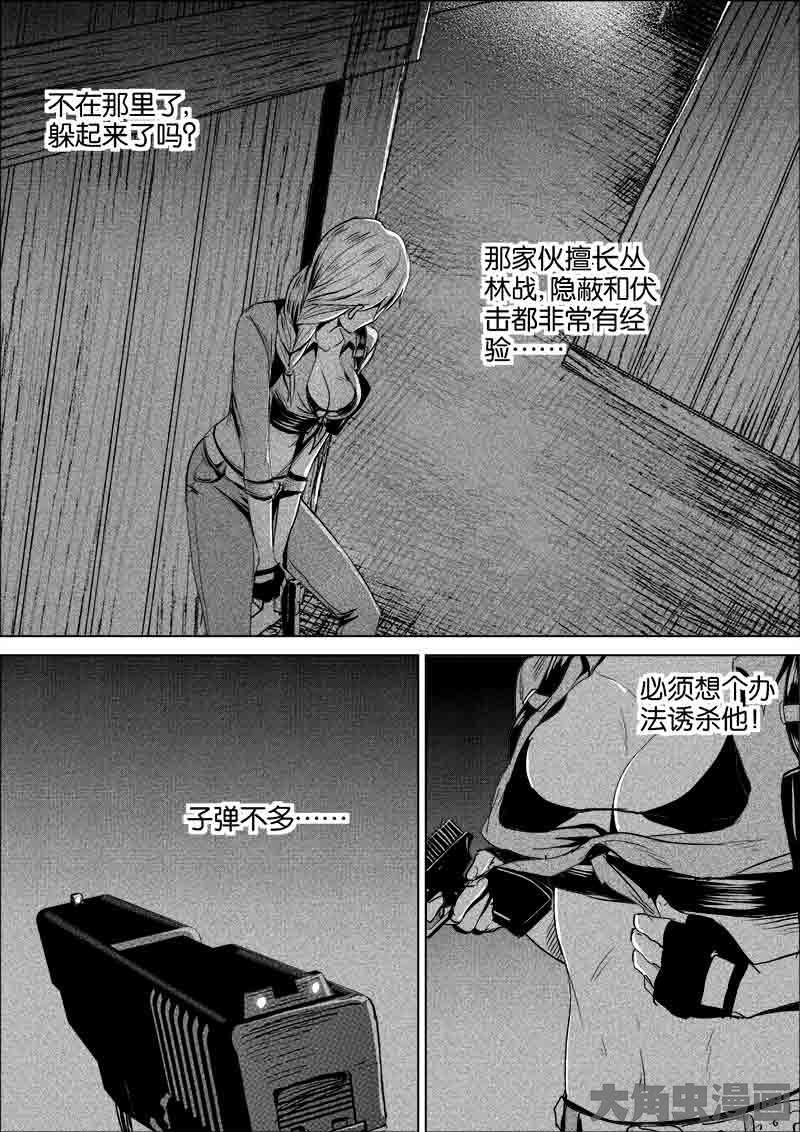 不在那里了,
躲起来了吗?
那家伙擅长丛
林战,隐蔽和伏
击都非常有经
验……
子弹不多……
必须想个办
法诱杀他!
大角虫漫画